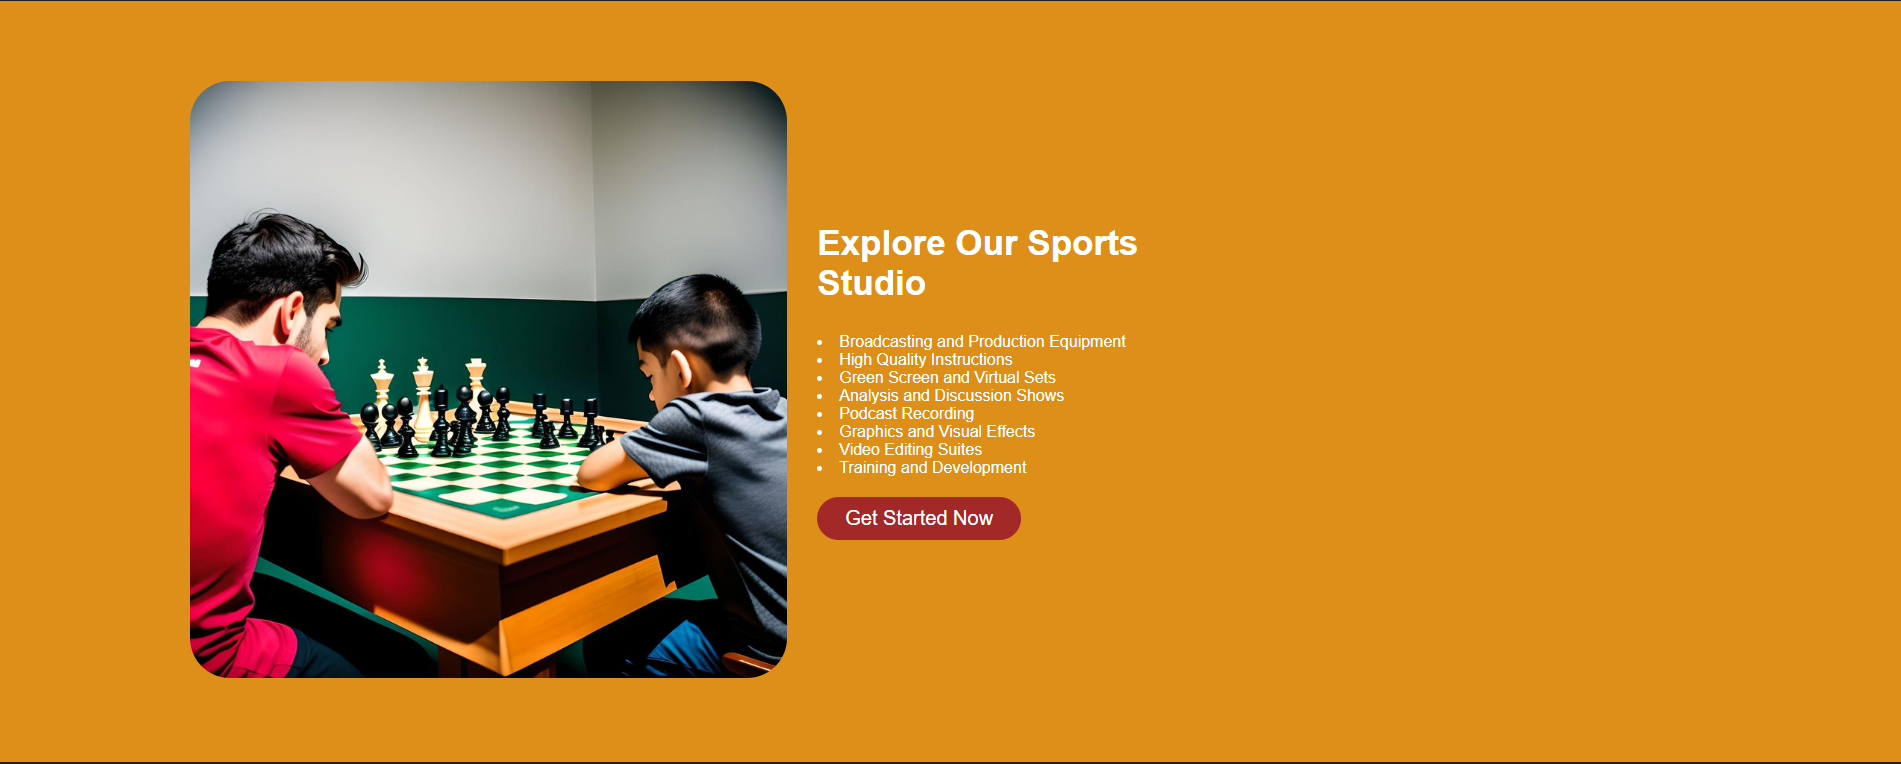 Explore Our Sports
Studio
Broadcasting and Production Equipment
High Quality Instructions
Green Screen and Virtual Sets
Analysis and Discussion Shows
Podcast Recording
Graphics and Visual Effects
Video Editing Suites
Training and Development
Get Started Now